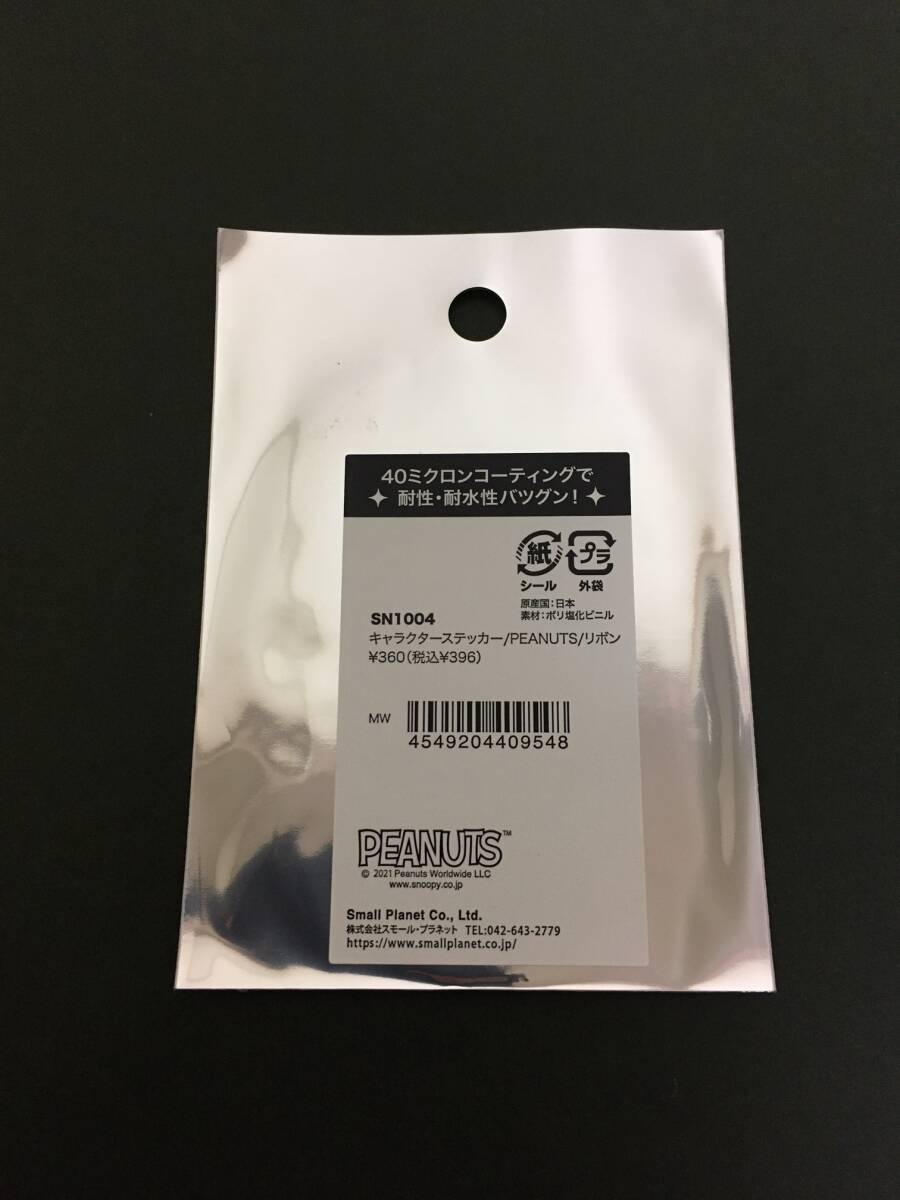 40ミクロンコーティングで
耐性・耐水性バツグン!
紙
プラ
シール
外袋
原産国:日本
素材:ポリ塩化ビニル
SN1004
キャラクターステッカー/PEANUTS/リボン
¥360(税込¥396)
MW
4549204409548
PEANUTS™
© 2021 Peanuts Worldwide LLC
www.snoopy.co.jp
Small Planet Co., Ltd.
株式会社スモール・プラネット TEL:042-643-2779
https://www.smallplanet.co.jp/